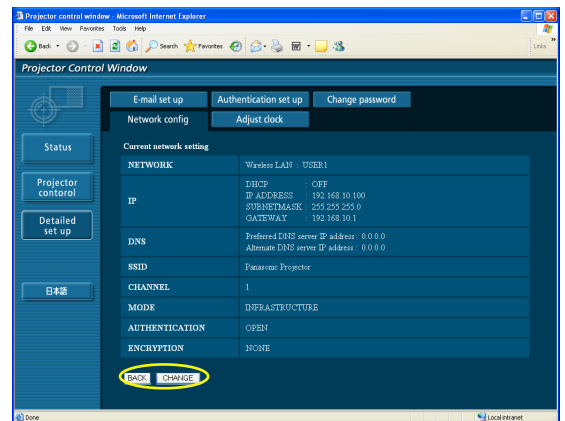 Projector control window - Microsoft Internet Explorer
File Edit View Favorites Tools Help
Back Search Favorites Links
Projector Control Window
E-mail set up Authentication set up Change password
Network config Adjust clock
Status
Projector contorol
Detailed set up
日本語
Current network setting
NETWORK Wireless LAN : USER1
IP DHCP : OFF
IP ADDRESS : 192.168.10.100
SUBNETMASK : 255.255.255.0
GATEWAY : 192.168.10.1
DNS Preferred DNS server IP address : 0.0.0.0
Alternate DNS server IP address : 0.0.0.0
SSID Panasonic Projector
CHANNEL 1
MODE INFRASTRUCTURE
AUTHENTICATION OPEN
ENCRYPTION NONE
BACK CHANGE
Done Local intranet